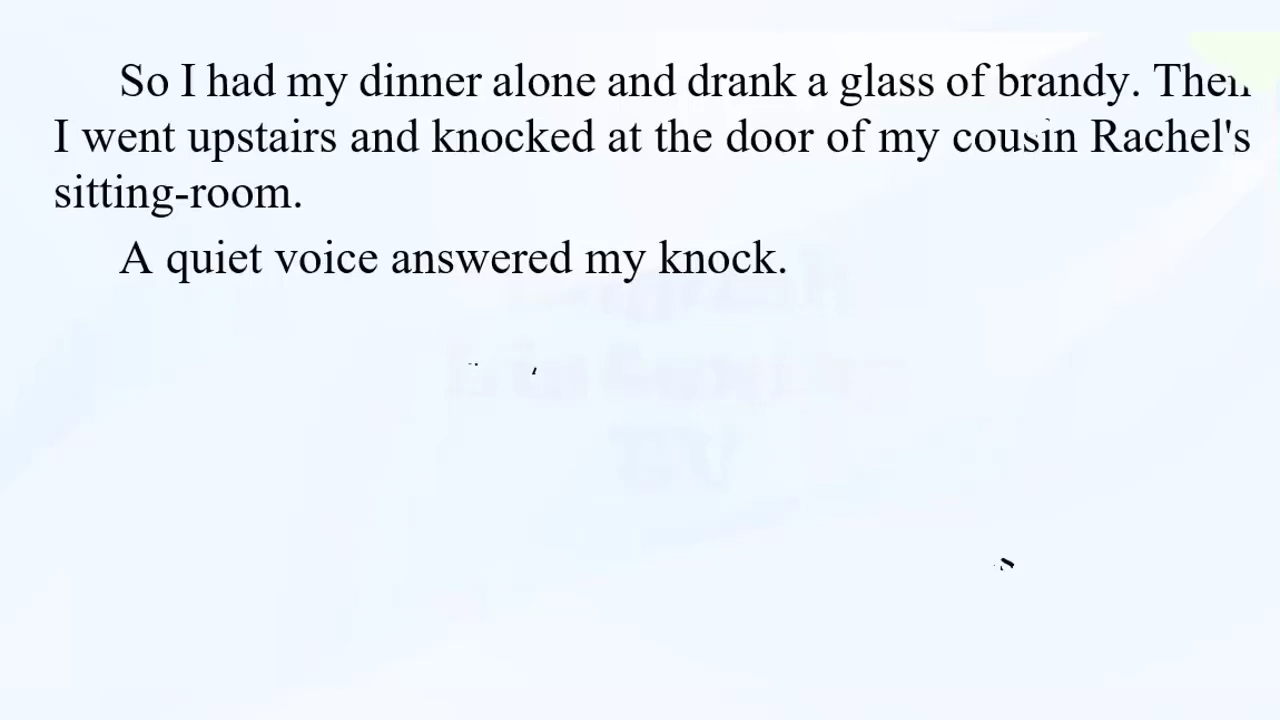 So I had my dinner alone and drank a glass of brandy. Then
I went upstairs and knocked at the door of my cousin Rachel's
sitting-room.
A quiet voice answered my knock.